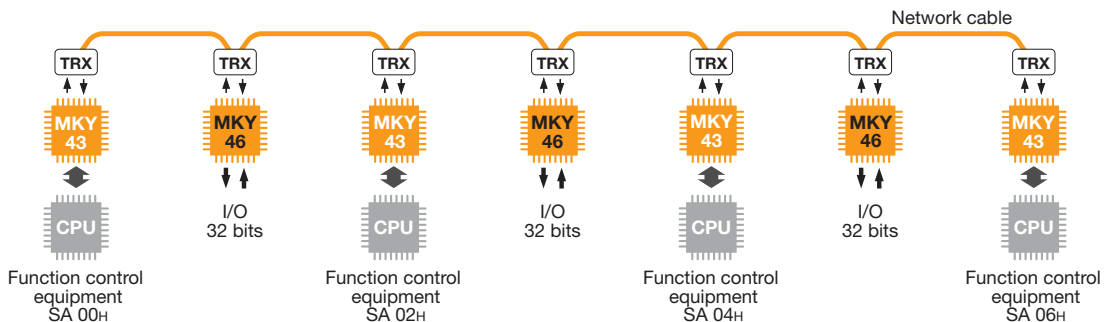 Network cable
TRX TRX TRX TRX TRX TRX TRX
MKY 43 MKY 46 MKY 43 MKY 46 MKY 43 MKY 46 MKY 43
CPU
I/O
32 bits
CPU
I/O
32 bits
CPU
I/O
32 bits
CPU
Function control
equipment
SA 00H
Function control
equipment
SA 02H
Function control
equipment
SA 04H
Function control
equipment
SA 06H